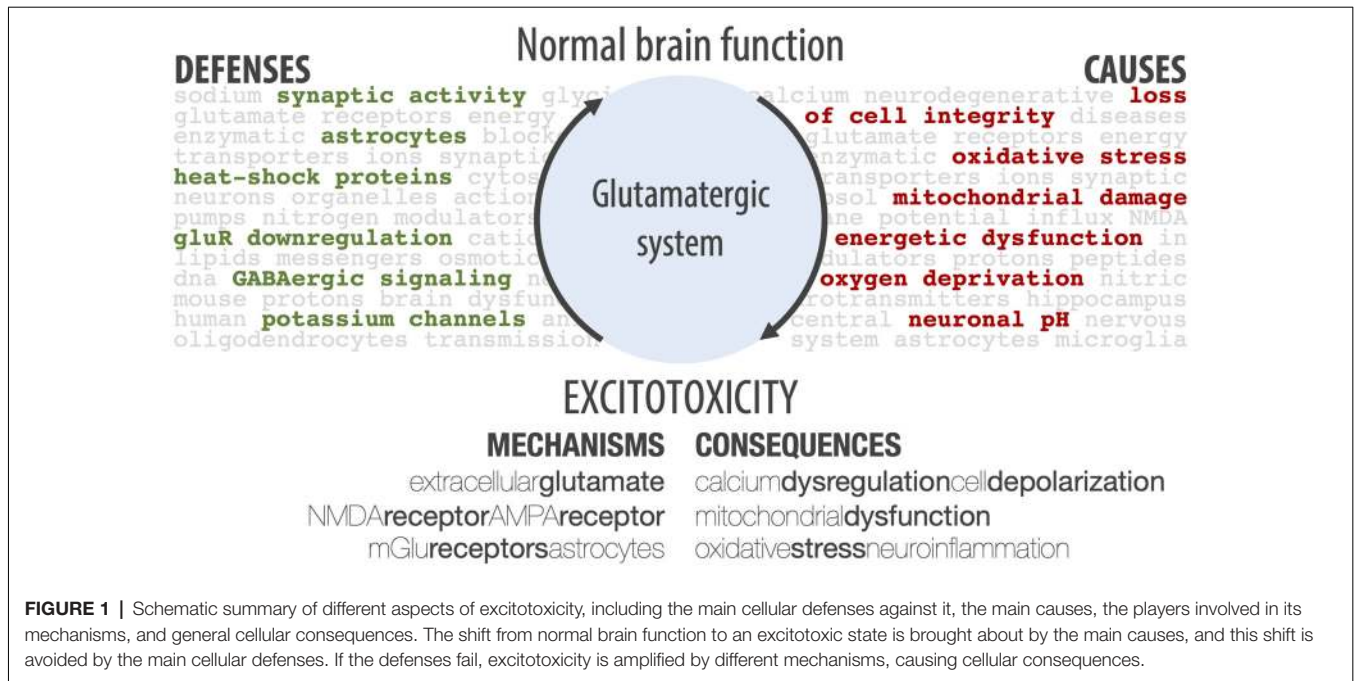 Normal brain function
DEFENSES
sodium synaptic activity
glutamate receptors energy
enzymatic astrocytes
transporters ions synaptic
heat-shock proteins
neurons organelles action
pumps nitrogen modulators
gluR downregulation
lipids messengers osmotic
dna GABAergic signaling
mouse protons brain
human potassium channels
oligodendrocytes transmission
Glutamatergic
system
CAUSES
neurodegenerative loss
of cell integrity diseases
glutamate receptors energy
oxidative stress
ions synaptic
mitochondrial damage
potential influx NMDA
energetic dysfunction in
protons peptides
oxygen deprivation nitric
hippocampus
central neuronal pH nervous
system astrocytes microglia
EXCITOTOXICITY
MECHANISMS
extracellularglutamate
NMDAreceptorAMPAreceptor
mGlureceptorsastrocytes
CONSEQUENCES
calciumdysregulationcelldepolarization
mitochondrialdysfunction
oxidativestressneuroinflammation
FIGURE 1 | Schematic summary of different aspects of excitotoxicity, including the main cellular defenses against it, the main causes, the players involved in its
mechanisms, and general cellular consequences. The shift from normal brain function to an excitotoxic state is brought about by the main causes, and this shift is
avoided by the main cellular defenses. If the defenses fail, excitotoxicity is amplified by different mechanisms, causing cellular consequences.